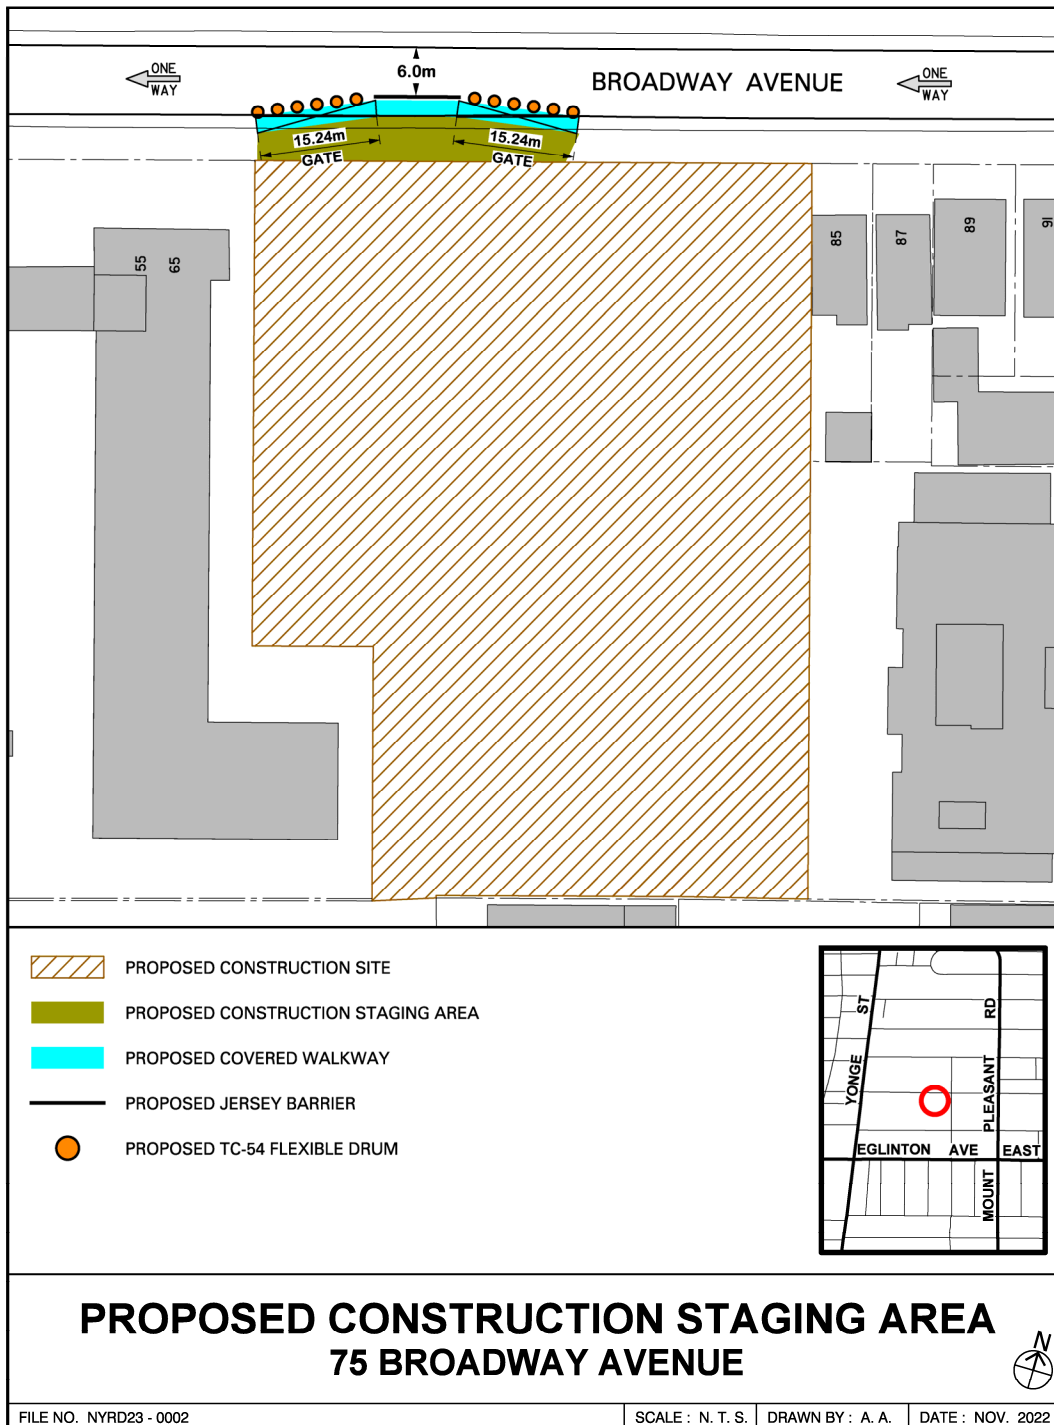 ONE
WAY
6.0m
BROADWAY AVENUE
ONE
WAY
15.24m
GATE
15.24m
GATE
55
65
85
87
89
91
PROPOSED CONSTRUCTION SITE
PROPOSED CONSTRUCTION STAGING AREA
PROPOSED COVERED WALKWAY
PROPOSED JERSEY BARRIER
PROPOSED TC-54 FLEXIBLE DRUM
YONGE ST
MOUNT PLEASANT RD
EGLINTON AVE EAST
PROPOSED CONSTRUCTION STAGING AREA
75 BROADWAY AVENUE
N
FILE NO. NYRD23 - 0002
SCALE : N. T. S.
DRAWN BY : A. A.
DATE : NOV. 2022